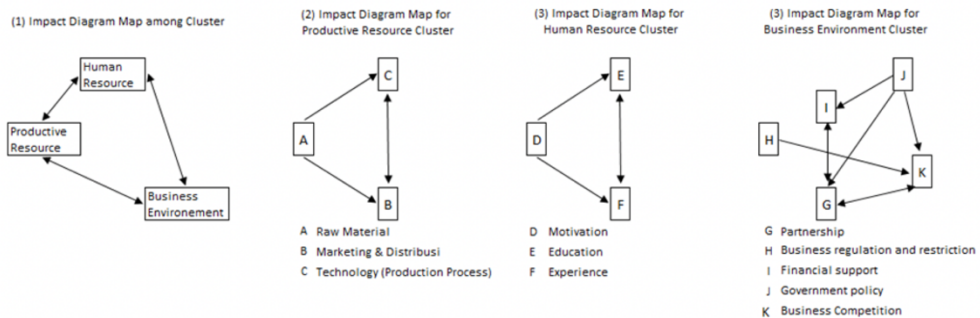 (1) Impact Diagram Map among Cluster
Human
Resource
Productive
Resource
Business
Environement
(2) Impact Diagram Map for
Productive Resource Cluster
C
A
B
A Raw Material
B Marketing & Distribusi
C Technology (Production Process)
(3) Impact Diagram Map for
Human Resource Cluster
E
D
F
D Motivation
E Education
F Experience
(3) Impact Diagram Map for
Business Environment Cluster
J
I
H
K
G
G Partnership
H Business regulation and restriction
I Financial support
J Government policy
K Business Competition